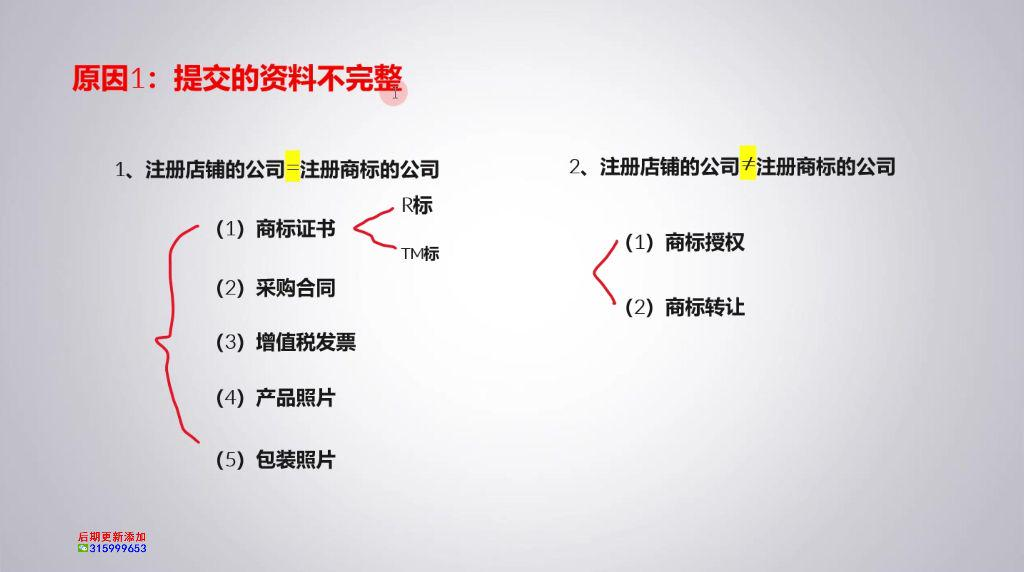 原因1：提交的资料不完整
1、注册店铺的公司=注册商标的公司
（1）商标证书
R标
TM标
（2）采购合同
（3）增值税发票
（4）产品照片
（5）包装照片
2、注册店铺的公司≠注册商标的公司
（1）商标授权
（2）商标转让
后期更新添加
315999653